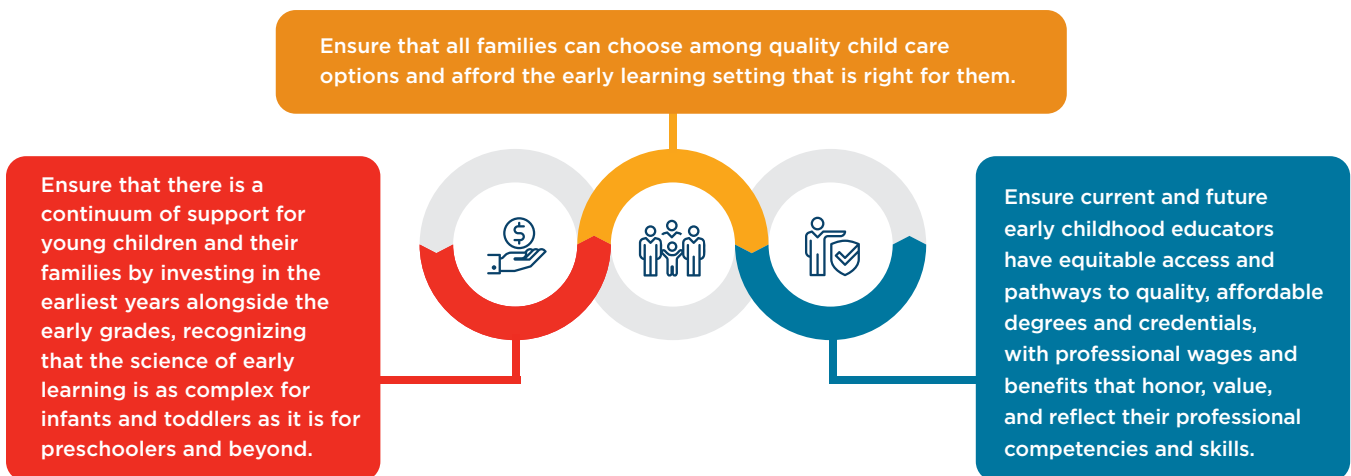 Ensure that all families can choose among quality child care
options and afford the early learning setting that is right for them.
Ensure that there is a
continuum of support for
young children and their
families by investing in the
earliest years alongside the
early grades, recognizing
that the science of early
learning is as complex for
infants and toddlers as it is for
preschoolers and beyond.
$
Ensure current and future
early childhood educators
have equitable access and
pathways to quality, affordable
degrees and credentials,
with professional wages and
benefits that honor, value,
and reflect their professional
competencies and skills.